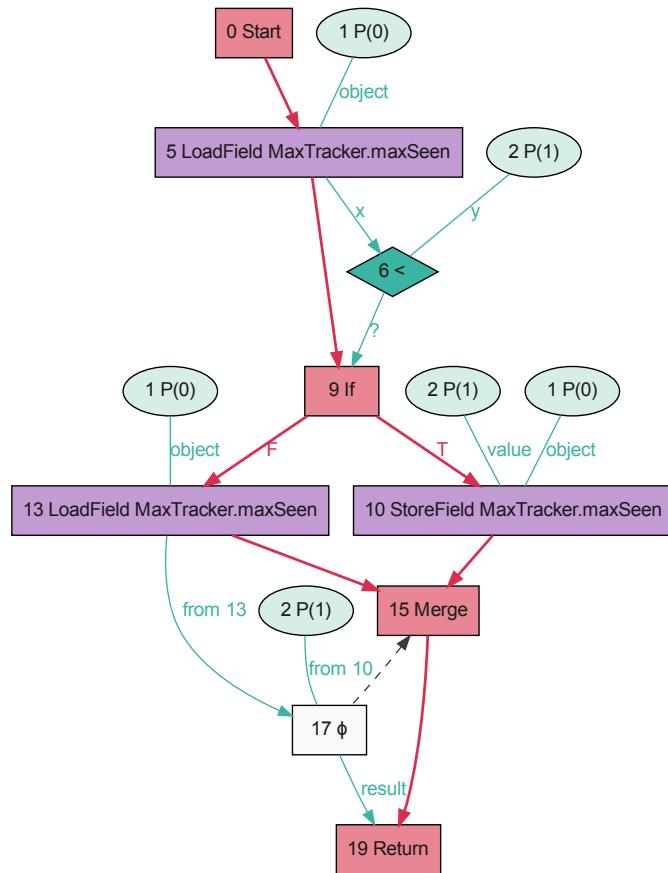 0 Start
1 P(0)
object
5 LoadField MaxTracker.maxSeen
2 P(1)
x
y
6 <
?
9 If
1 P(0)
2 P(1)
1 P(0)
object
F
T
value
object
13 LoadField MaxTracker.maxSeen
10 StoreField MaxTracker.maxSeen
from 13
2 P(1)
15 Merge
from 10
17 ϕ
result
19 Return